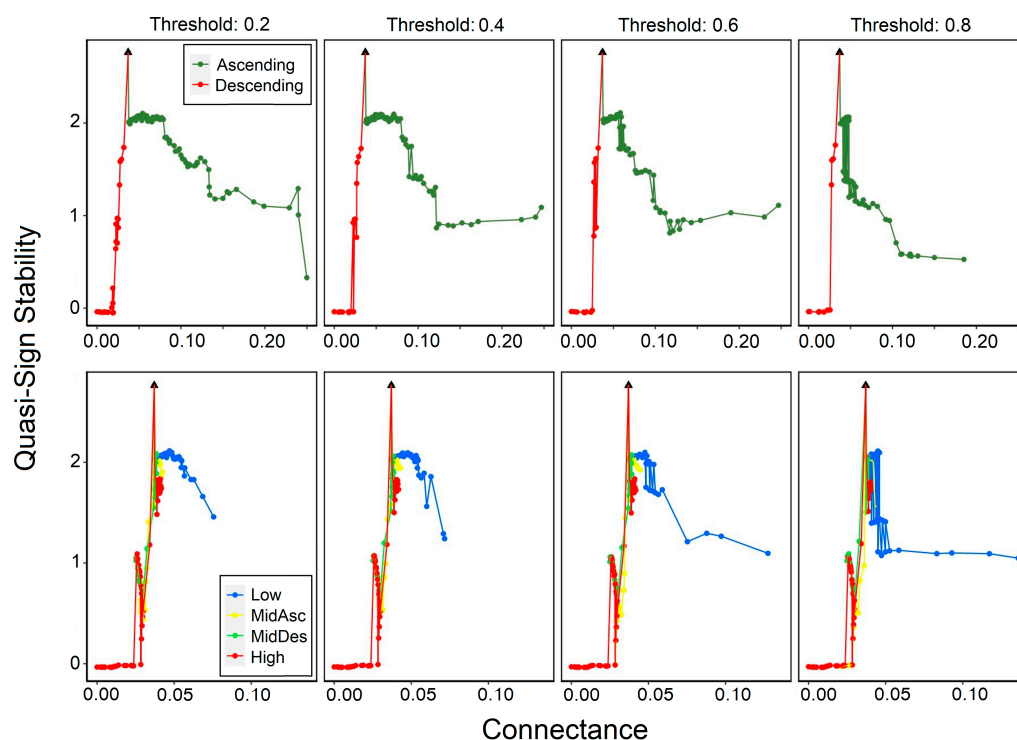 Threshold: 0.2 Threshold: 0.4 Threshold: 0.6 Threshold: 0.8
Ascending
Descending
2
1
0
0.00 0.10 0.20 0.00 0.10 0.20 0.00 0.10 0.20 0.00 0.10 0.20
Quasi-Sign Stability
2
1
0
Low
MidAsc
MidDes
High
0.00 0.05 0.10 0.00 0.05 0.10 0.00 0.05 0.10 0.00 0.05 0.10
Connectance